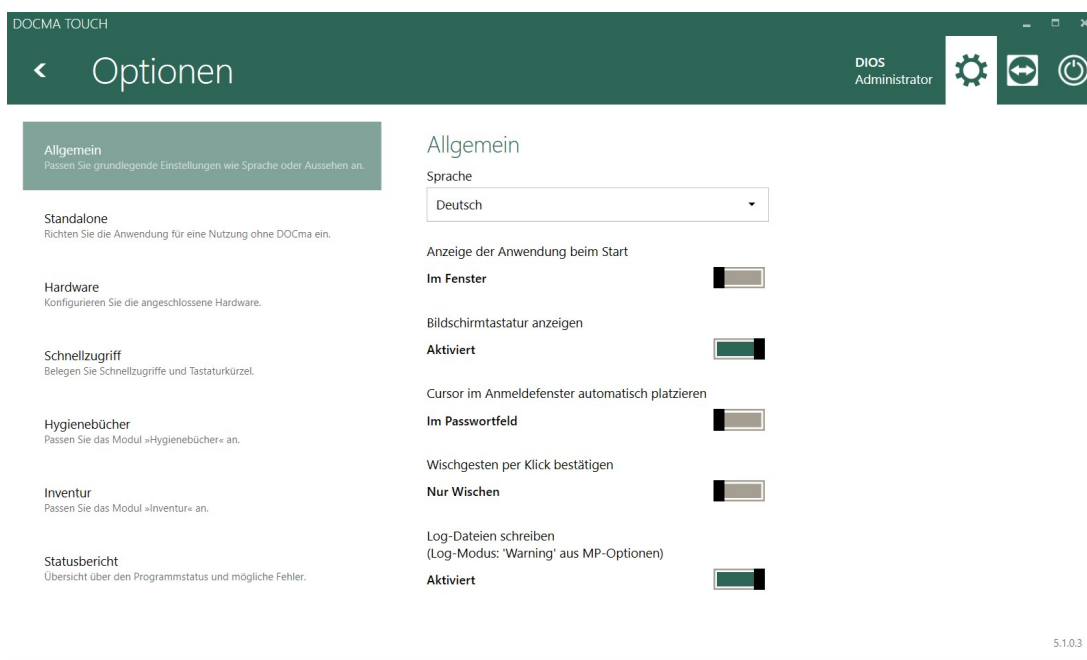 DOCMA TOUCH
Optionen
DIOS
Administrator
Allgemein
Passen Sie grundlegende Einstellungen wie Sprache oder Aussehen an.
Standalone
Richten Sie die Anwendung für eine Nutzung ohne DOCma ein.
Hardware
Konfigurieren Sie die angeschlossene Hardware.
Schnellzugriff
Belegen Sie Schnellzugriffe und Tastaturkürzel.
Hygienebücher
Passen Sie das Modul »Hygienebücher« an.
Inventur
Passen Sie das Modul »Inventur« an.
Statusbericht
Übersicht über den Programmstatus und mögliche Fehler.
Allgemein
Sprache
Deutsch
Anzeige der Anwendung beim Start
Im Fenster
Bildschirmtastatur anzeigen
Aktiviert
Cursor im Anmeldefenster automatisch platzieren
Im Passwortfeld
Wischgesten per Klick bestätigen
Nur Wischen
Log-Dateien schreiben
(Log-Modus: 'Warning' aus MP-Optionen)
Aktiviert
5.1.0.3